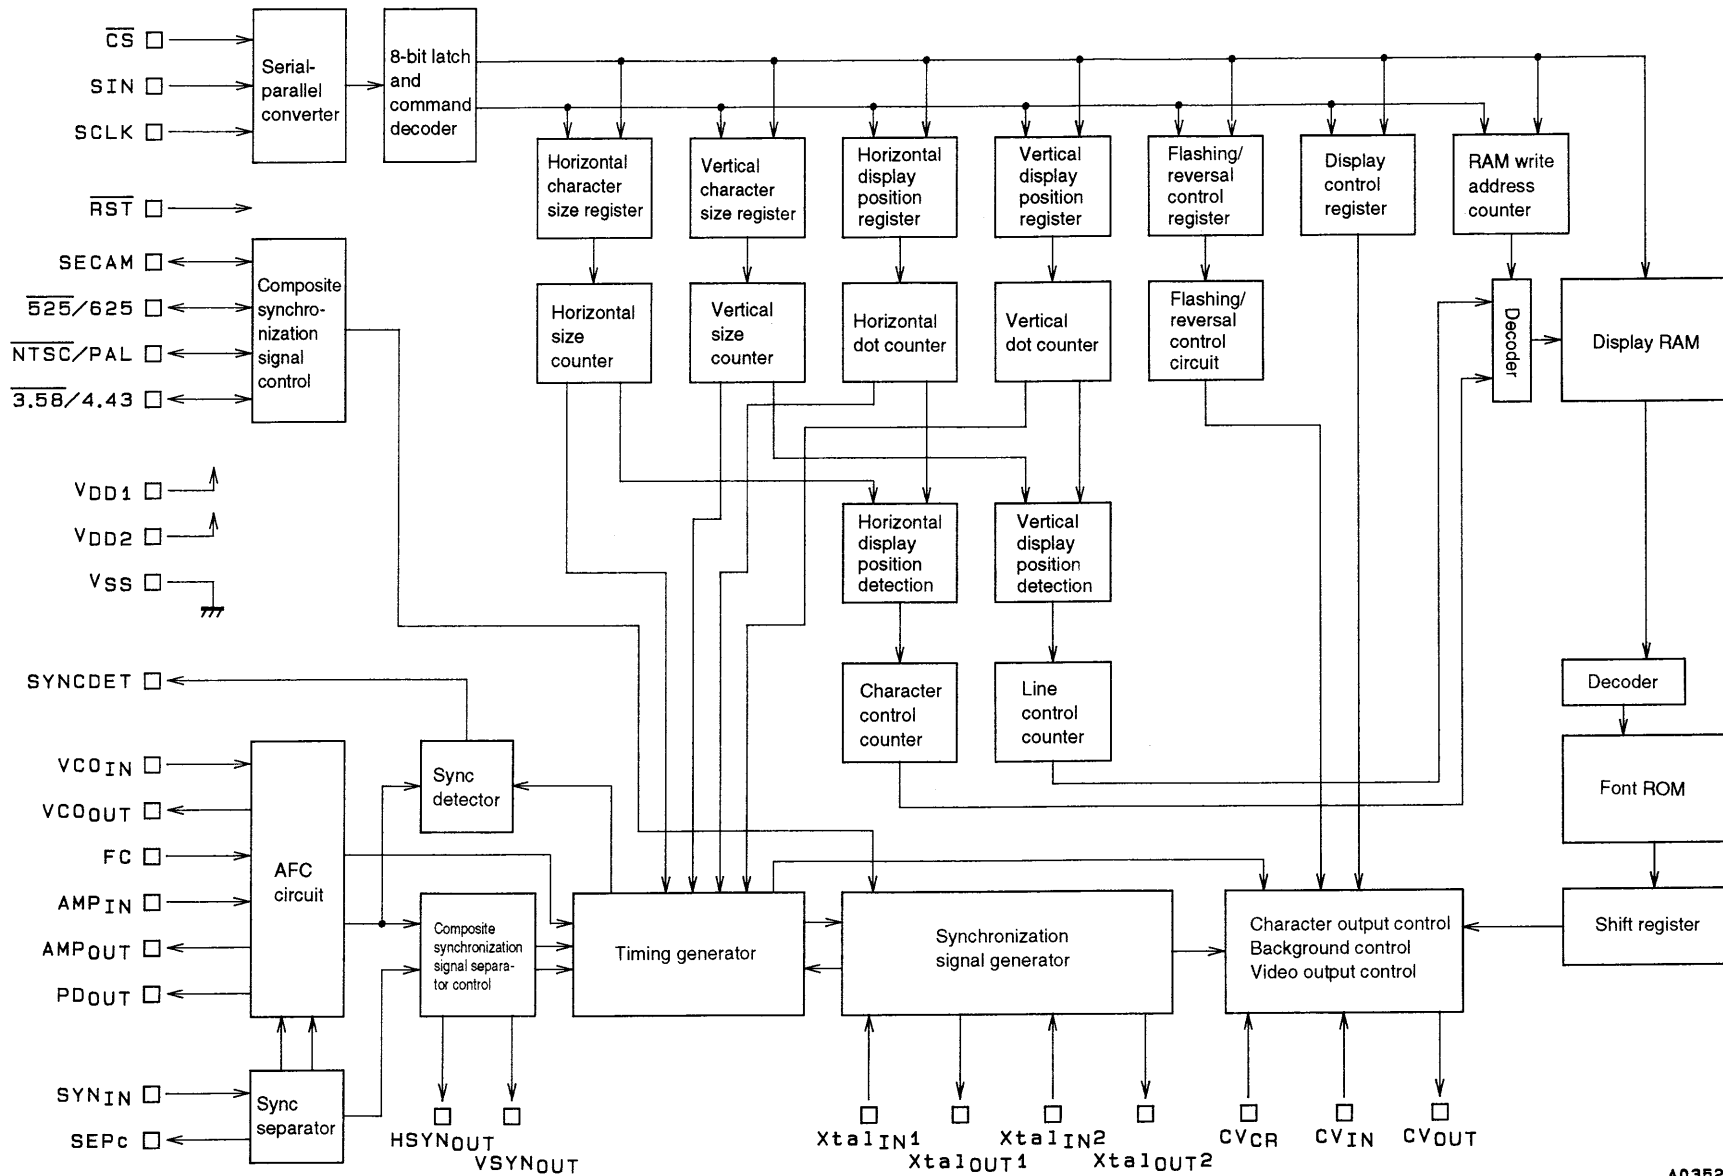 C̅S̅
SIN
SCLK
Serial-
parallel
converter
8-bit latch
and
command
decoder
R̅S̅T̅
SECAM
5̅2̅5̅/625
N̅T̅S̅C̅/PAL
3̅.̅5̅8̅/4.43
Composite
synchro-
nization
signal
control
Horizontal
character
size register
Vertical
character
size register
Horizontal
display
position
register
Vertical
display
position
register
Flashing/
reversal
control
register
Display
control
register
RAM write
address
counter
Horizontal
size
counter
Vertical
size
counter
Horizontal
dot counter
Vertical
dot counter
Flashing/
reversal
control
circuit
Decoder
Display RAM
VDD1
VDD2
VSS
Horizontal
display
position
detection
Vertical
display
position
detection
Character
control
counter
Line
control
counter
Decoder
Font ROM
Shift register
SYNCDET
VCOIN
VCOOUT
FC
AMPIN
AMPOUT
PDOUT
AFC
circuit
Sync
detector
Composite
synchronization
signal separa-
tor control
Timing generator
Synchronization
signal generator
Character output control
Background control
Video output control
SYNIN
SEPC
Sync
separator
HSYNOUT
VSYNOUT
XtalIN1
XtalOUT1
XtalIN2
XtalOUT2
CVCR
CVIN
CVOUT
A0352